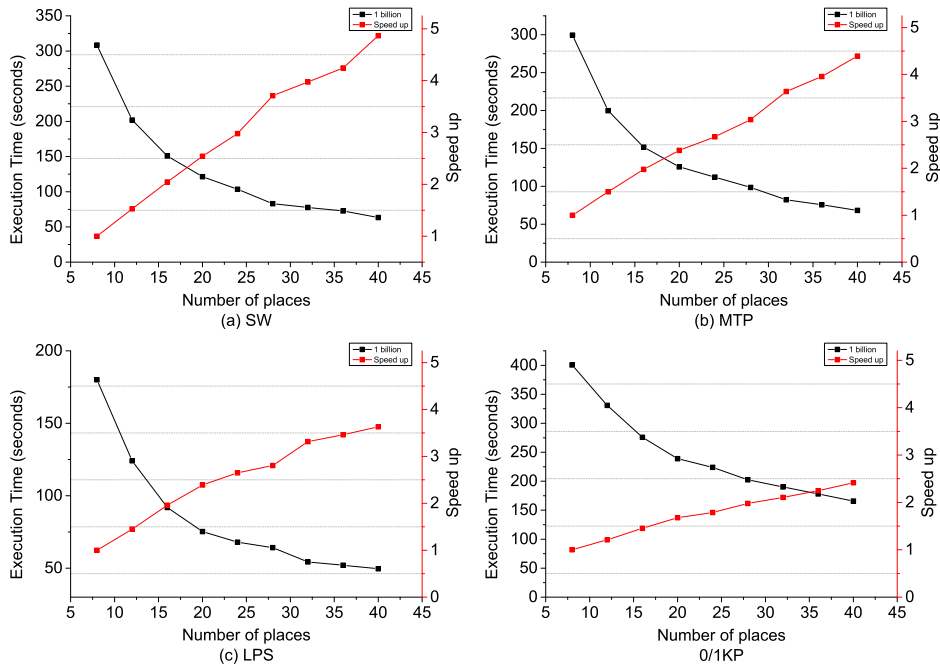 1 billion
Speed up
350
300
250
200
150
100
50
0
Execution Time (seconds)
5
4
3
2
1
Speed up
5 10 15 20 25 30 35 40 45
Number of places
(a) SW
1 billion
Speed up
300
250
200
150
100
50
0
Execution Time (seconds)
5
4
3
2
1
0
Speed up
5 10 15 20 25 30 35 40 45
Number of places
(b) MTP
1 billion
Speed up
200
150
100
50
Execution Time (seconds)
5
4
3
2
1
0
Speed up
5 10 15 20 25 30 35 40 45
Number of places
(c) LPS
1 billion
Speed up
400
350
300
250
200
150
100
50
0
Execution Time (seconds)
5
4
3
2
1
0
Speed up
5 10 15 20 25 30 35 40 45
Number of places
0/1KP